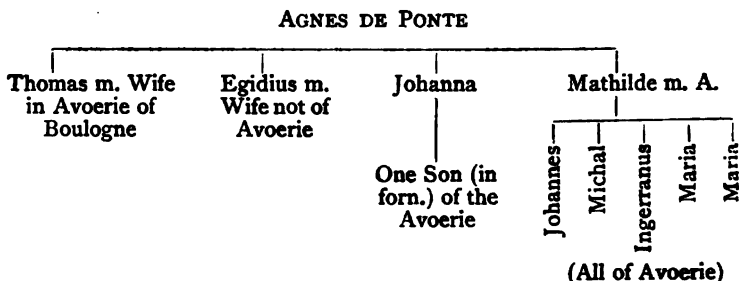 AGNES DE PONTE
Thomas m. Wife
in Avoerie of
Boulogne
Egidius m.
Wife not of
Avoerie
Johanna
One Son (in
forn.) of the
Avoerie
Mathilde m. A.
Johannes
Michal
Ingerranus
Maria
Maria
(All of Avoerie)